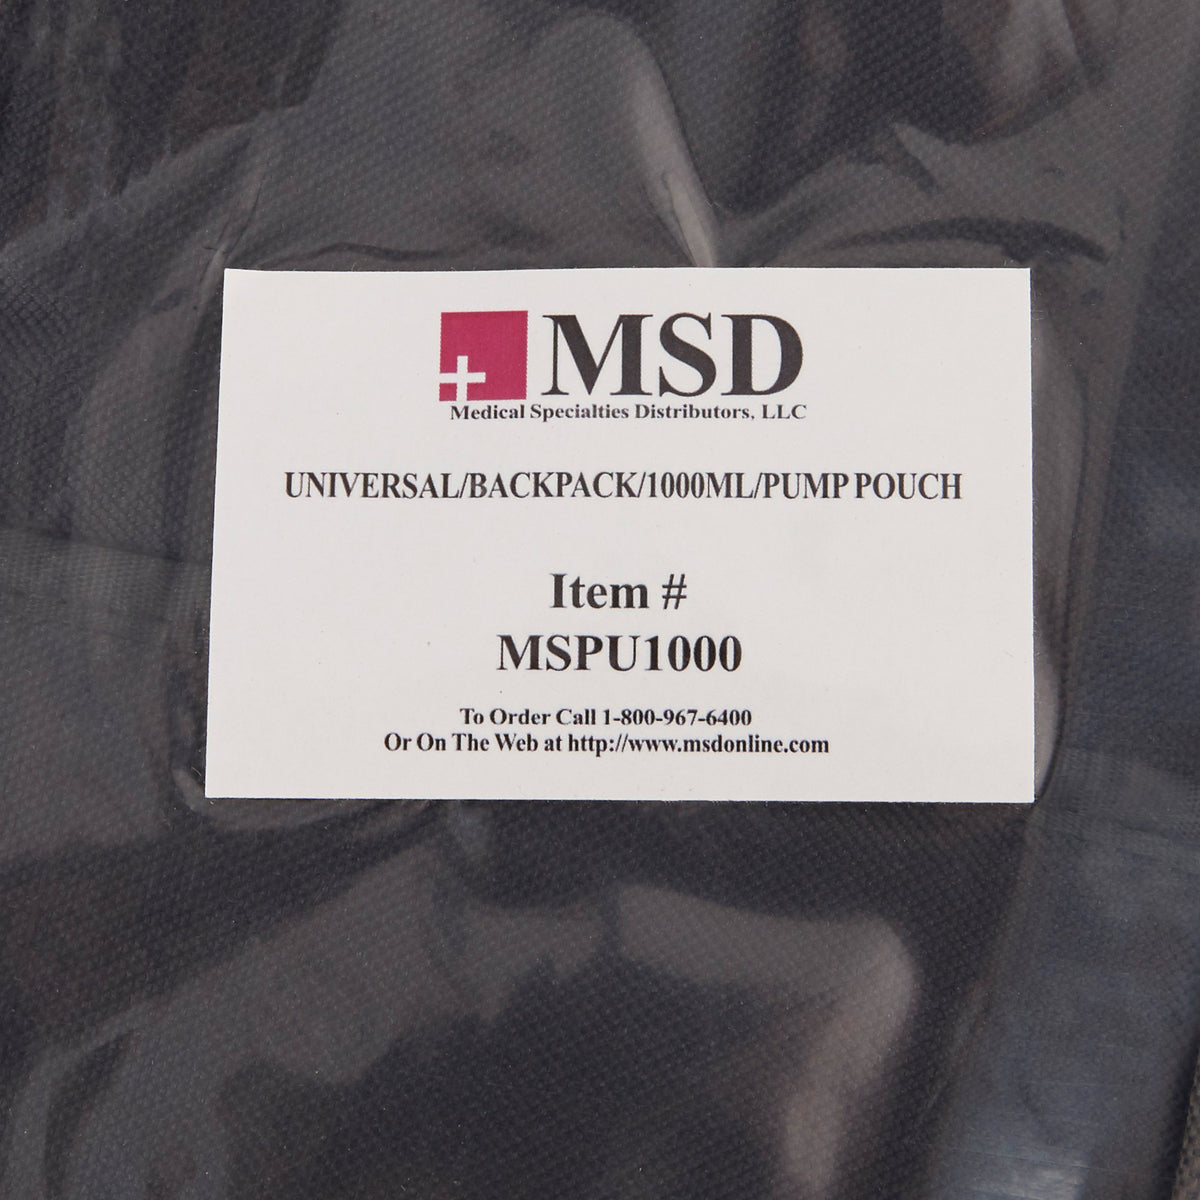 MSD
Medical Specialties Distributors, LLC
UNIVERSAL/BACKPACK/1000ML/PUMP POUCH
Item #
MSPU1000
To Order Call 1-800-967-6400
Or On The Web at http://www.msdonline.com